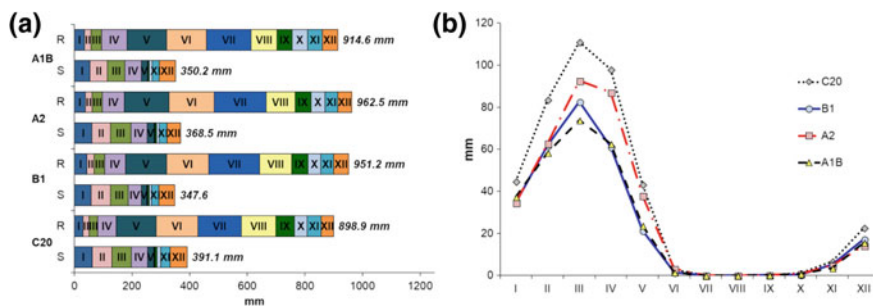 (a)
R I II III IV V VI VII VIII IX X XI XII 914.6 mm
A1B
S I II III IV V XI XII 350.2 mm
R I II III IV V VI VII VIII IX X XI XII 962.5 mm
A2
S I II III IV V XI XII 368.5 mm
R I II III IV V VI VII VIII IX X XI XII 951.2 mm
B1
S I II III IV V XI XII 347.6
R I II III IV V VI VII VIII IX X XI XII 898.9 mm
C20
S I II III IV V XI XII 391.1 mm
0 200 400 600 800 1000 1200
mm
(b)
120
100
80
60
40
20
0
mm
I II III IV V VI VII VIII IX X XI XII
C20
B1
A2
A1B